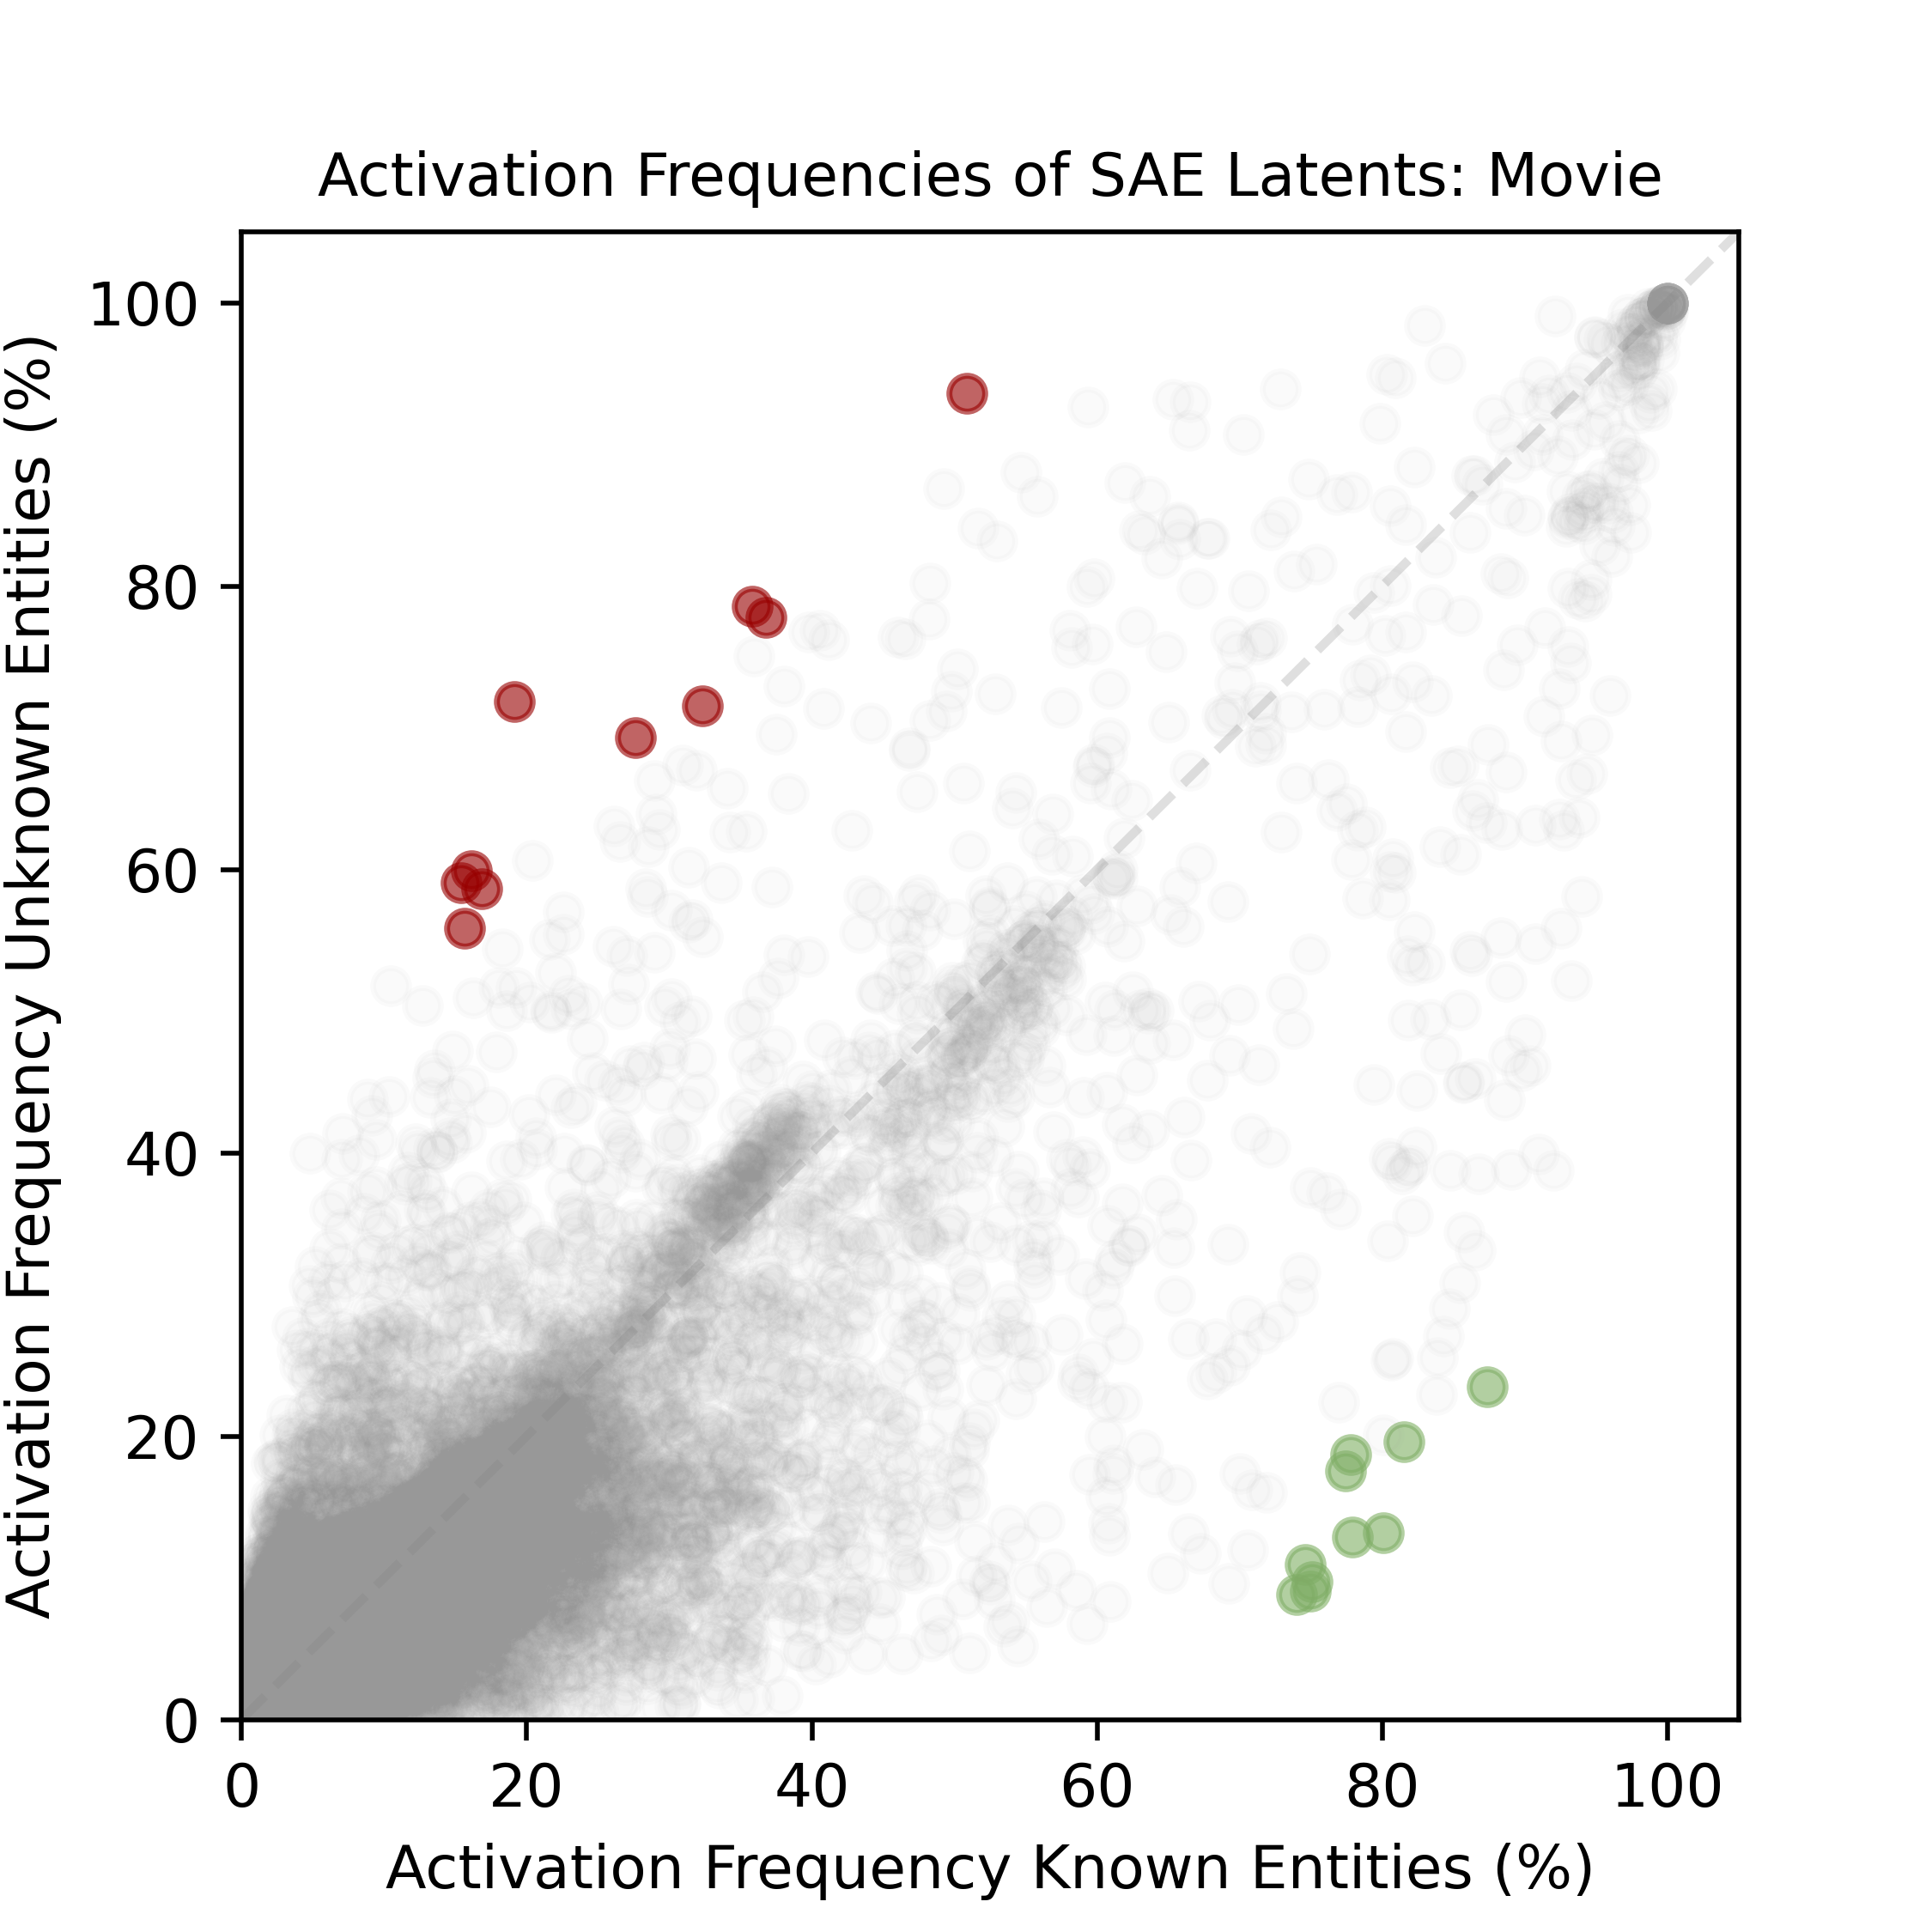 Activation Frequencies of SAE Latents: Movie
Activation Frequency Unknown Entities (%)
100
80
60
40
20
0
0 20 40 60 80 100
Activation Frequency Known Entities (%)